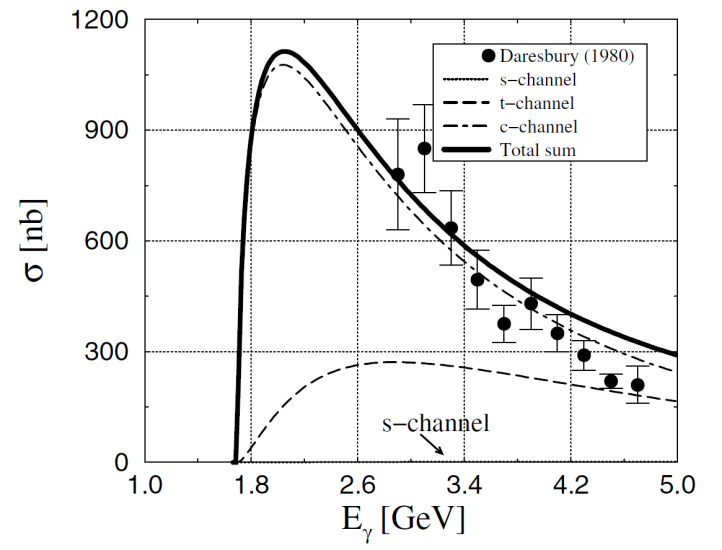 1200
900
600
300
0
σ [nb]
Daresbury (1980)
s−channel
t−channel
c−channel
Total sum
s−channel
1.0 1.8 2.6 3.4 4.2 5.0
Eγ [GeV]